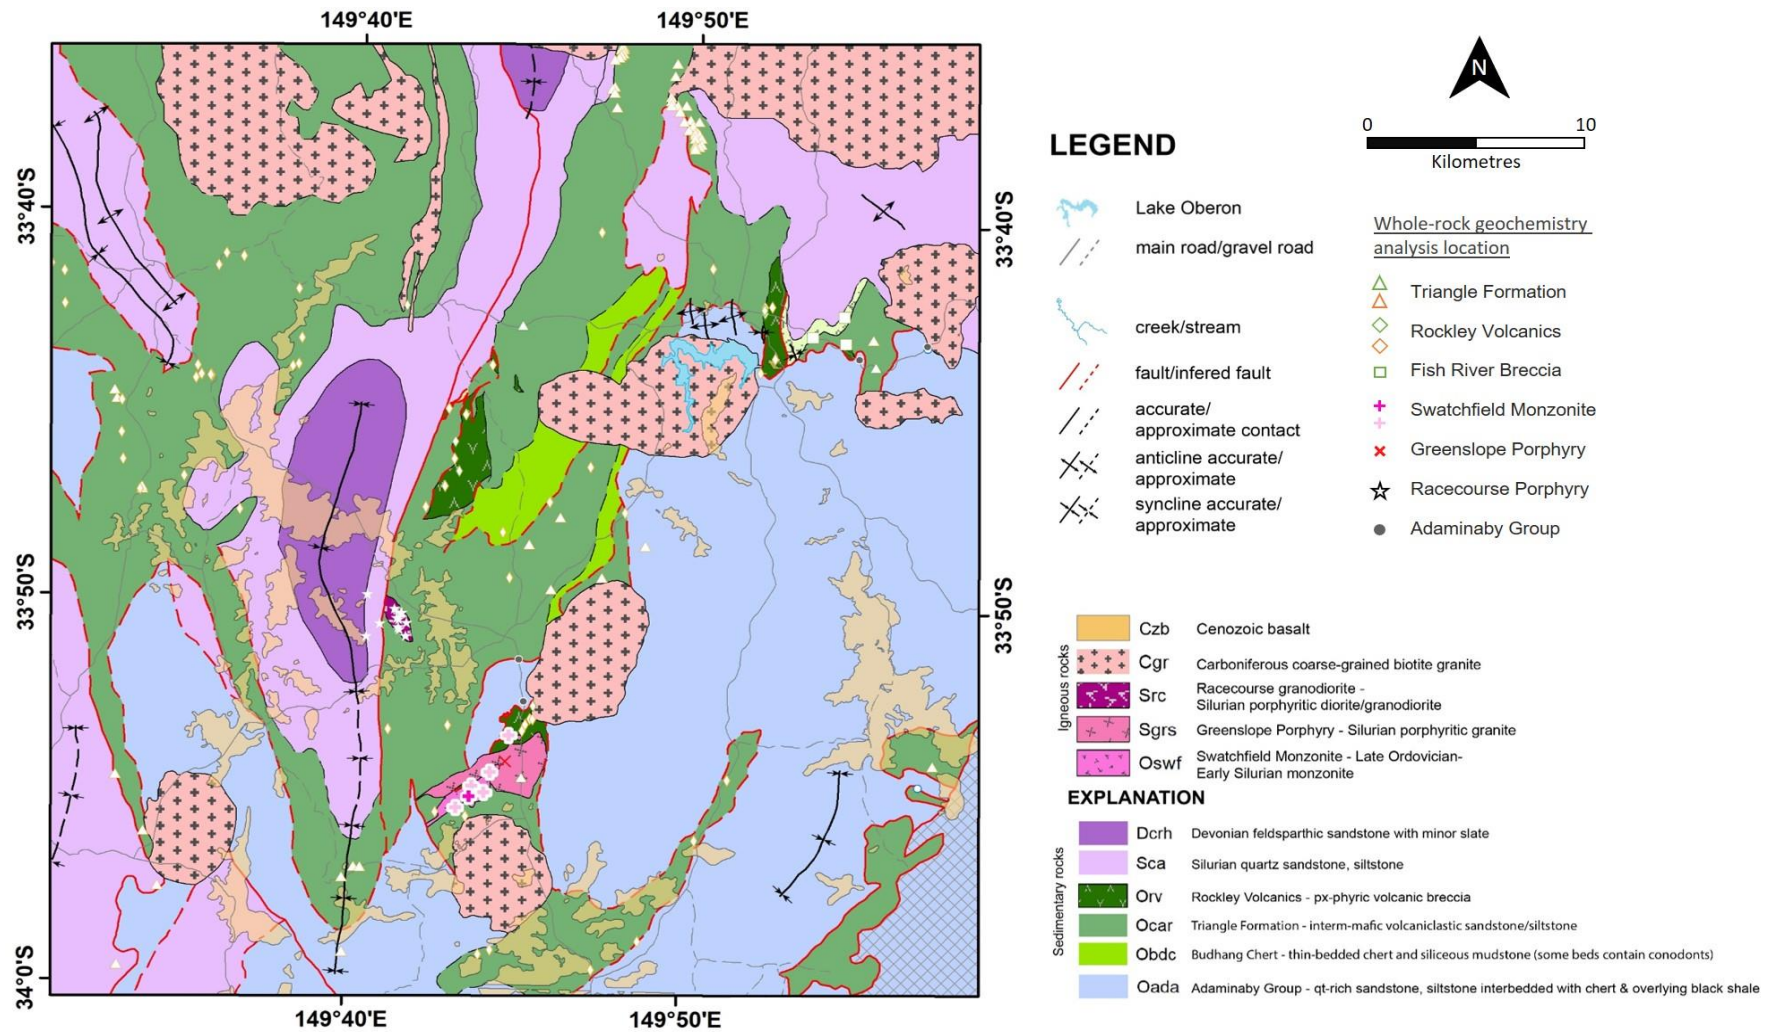 149°40'E
149°50'E
33°40'S
33°50'S
34°0'S
33°40'S
33°50'S
149°40'E
149°50'E
N
0
10
Kilometres
LEGEND
Lake Oberon
main road/gravel road
creek/stream
fault/infered fault
accurate/
approximate contact
anticline accurate/
approximate
syncline accurate/
approximate
Whole-rock geochemistry
analysis location
Triangle Formation
Rockley Volcanics
Fish River Breccia
Swatchfield Monzonite
Greenslope Porphyry
Racecourse Porphyry
Adaminaby Group
Igneous rocks
Czb Cenozoic basalt
Cgr Carboniferous coarse-grained biotite granite
Src Racecourse granodiorite -
Silurian porphyritic diorite/granodiorite
Sgrs Greenslope Porphyry - Silurian porphyritic granite
Oswf Swatchfield Monzonite - Late Ordovician-
Early Silurian monzonite
EXPLANATION
Sedimentary rocks
Dcrh Devonian feldsparthic sandstone with minor slate
Sca Silurian quartz sandstone, siltstone
Orv Rockley Volcanics - px-phyric volcanic breccia
Ocar Triangle Formation - interm-mafic volcaniclastic sandstone/siltstone
Obdc Budhang Chert - thin-bedded chert and siliceous mudstone (some beds contain conodonts)
Oada Adaminaby Group - qt-rich sandstone, siltstone interbedded with chert & overlying black shale